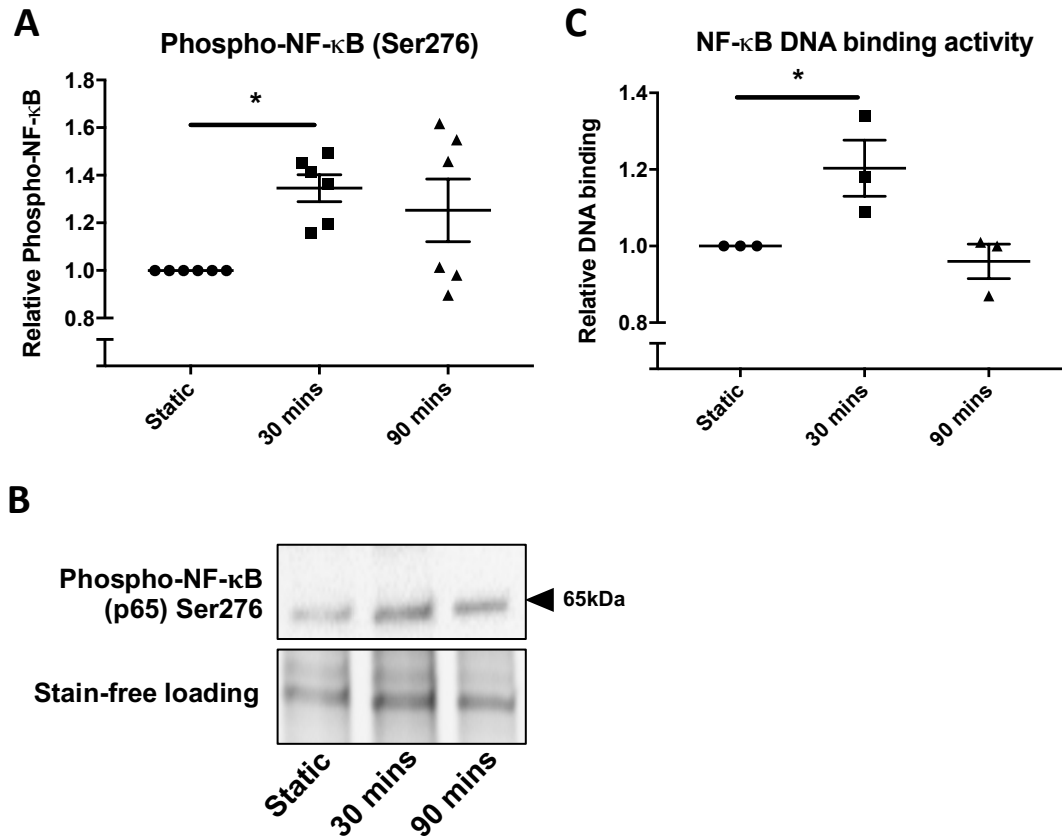 A
Phospho-NF-κB (Ser276)
Relative Phospho-NF-κB
1.8
1.6
1.4
1.2
1.0
0.8
*
Static
30 mins
90 mins
C
NF-κB DNA binding activity
Relative DNA binding
1.4
1.2
1.0
0.8
*
Static
30 mins
90 mins
B
Phospho-NF-κB
(p65) Ser276
65kDa
Stain-free loading
Static
30 mins
90 mins